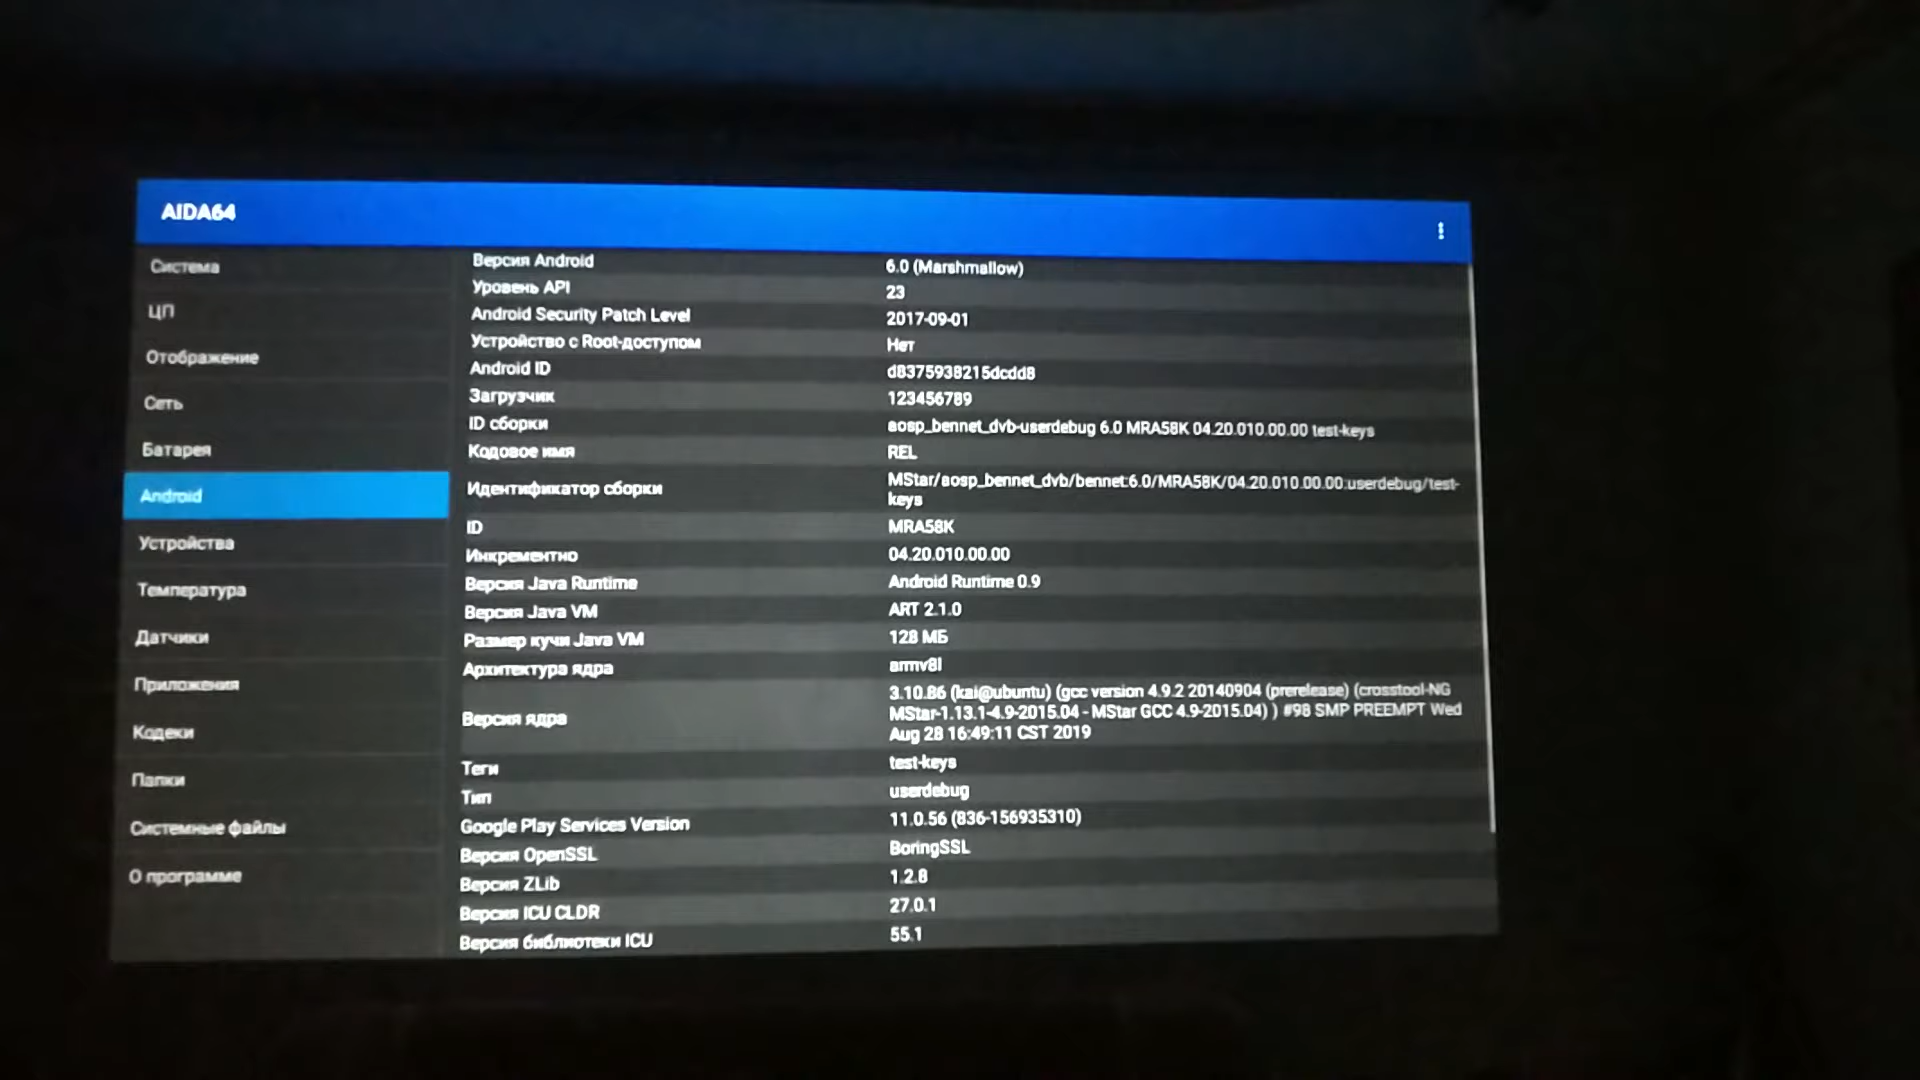 AIDA64
Система
ЦП
Отображение
Сеть
Батарея
Android
Устройства
Температура
Датчики
Приложения
Кодеки
Папки
Системные файлы
О программе
Версия Android 6.0 (Marshmallow)
Уровень API 23
Android Security Patch Level 2017-09-01
Устройство с Root-доступом Нет
Android ID d8375938215dcdd8
Загрузчик 123456789
ID сборки aosp_bennet_dvb-userdebug 6.0 MRA58K 04.20.010.00.00 test-keys
Кодовое имя REL
Идентификатор сборки MStar/aosp_bennet_dvb/bennet:6.0/MRA58K/04.20.010.00.00:userdebug/test-
keys
ID MRA58K
Инкрементно 04.20.010.00.00
Версия Java Runtime Android Runtime 0.9
Версия Java VM ART 2.1.0
Размер кучи Java VM 128 МБ
Архитектура ядра armv8l
Версия ядра 3.10.86 (kai@ubuntu) (gcc version 4.9.2 20140904 (prerelease) (crosstool-NG
MStar-1.13.1-4.9-2015.04 - MStar GCC 4.9-2015.04) ) #98 SMP PREEMPT Wed
Aug 28 16:49:11 CST 2019
Теги test-keys
Тип userdebug
Google Play Services Version 11.0.56 (836-156935310)
Версия OpenSSL BoringSSL
Версия ZLib 1.2.8
Версия ICU CLDR 27.0.1
Версия библиотеки ICU 55.1